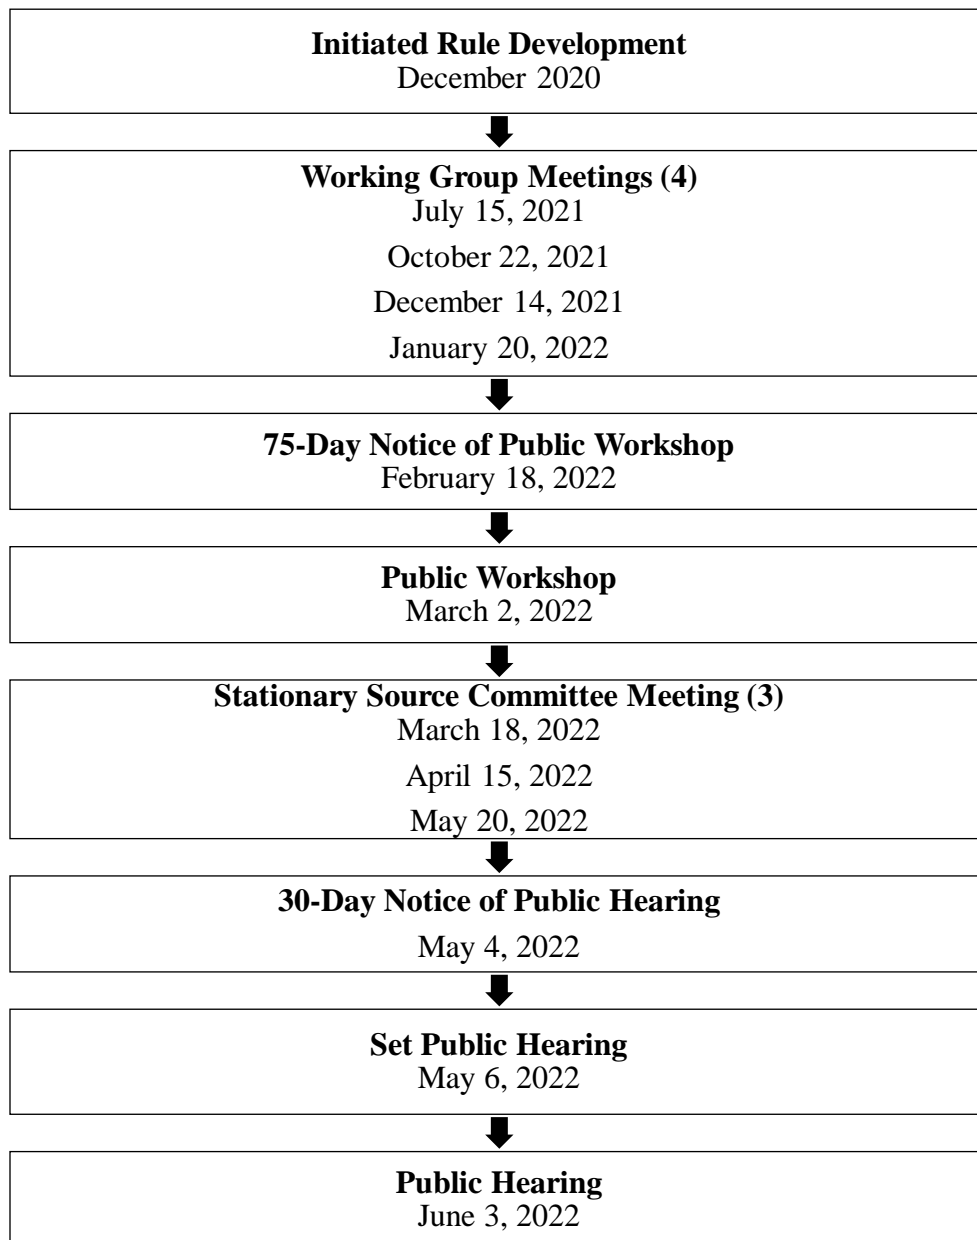 Initiated Rule Development
December 2020
Working Group Meetings (4)
July 15, 2021
October 22, 2021
December 14, 2021
January 20, 2022
75-Day Notice of Public Workshop
February 18, 2022
Public Workshop
March 2, 2022
Stationary Source Committee Meeting (3)
March 18, 2022
April 15, 2022
May 20, 2022
30-Day Notice of Public Hearing
May 4, 2022
Set Public Hearing
May 6, 2022
Public Hearing
June 3, 2022